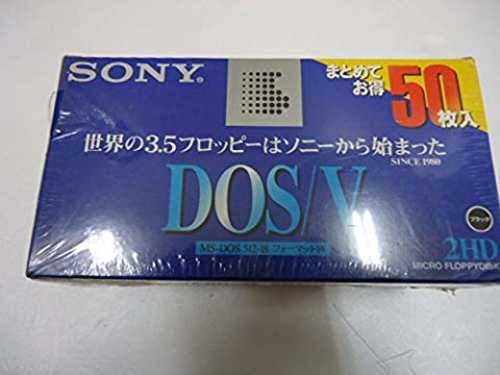 SONY®
まとめて
お得
50枚入
世界の3.5フロッピーはソニーから始まった
SINCE 1980
DOS/V
MS-DOS 512-18 フォーマット済
ブラック
2HD
MICRO FLOPPYDISK